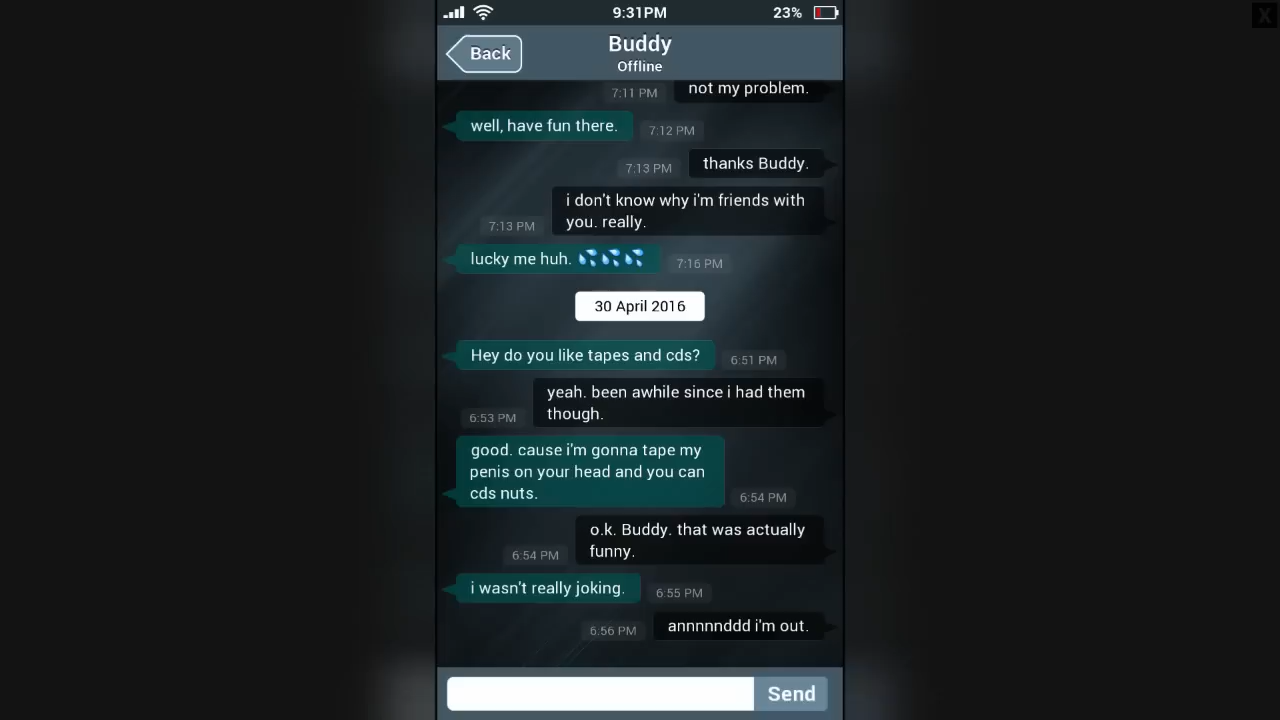 9:31PM
23%
X
Back
Buddy
Offline
not my problem.
7:11 PM
well, have fun there.
7:12 PM
thanks Buddy.
7:13 PM
i don't know why i'm friends with
you. really.
7:13 PM
lucky me huh. 💦💦💦
7:16 PM
30 April 2016
Hey do you like tapes and cds?
6:51 PM
yeah. been awhile since i had them
though.
6:53 PM
good. cause i'm gonna tape my
penis on your head and you can
cds nuts.
6:54 PM
o.k. Buddy. that was actually
funny.
6:54 PM
i wasn't really joking.
6:55 PM
annnnnddd i'm out.
6:56 PM
Send